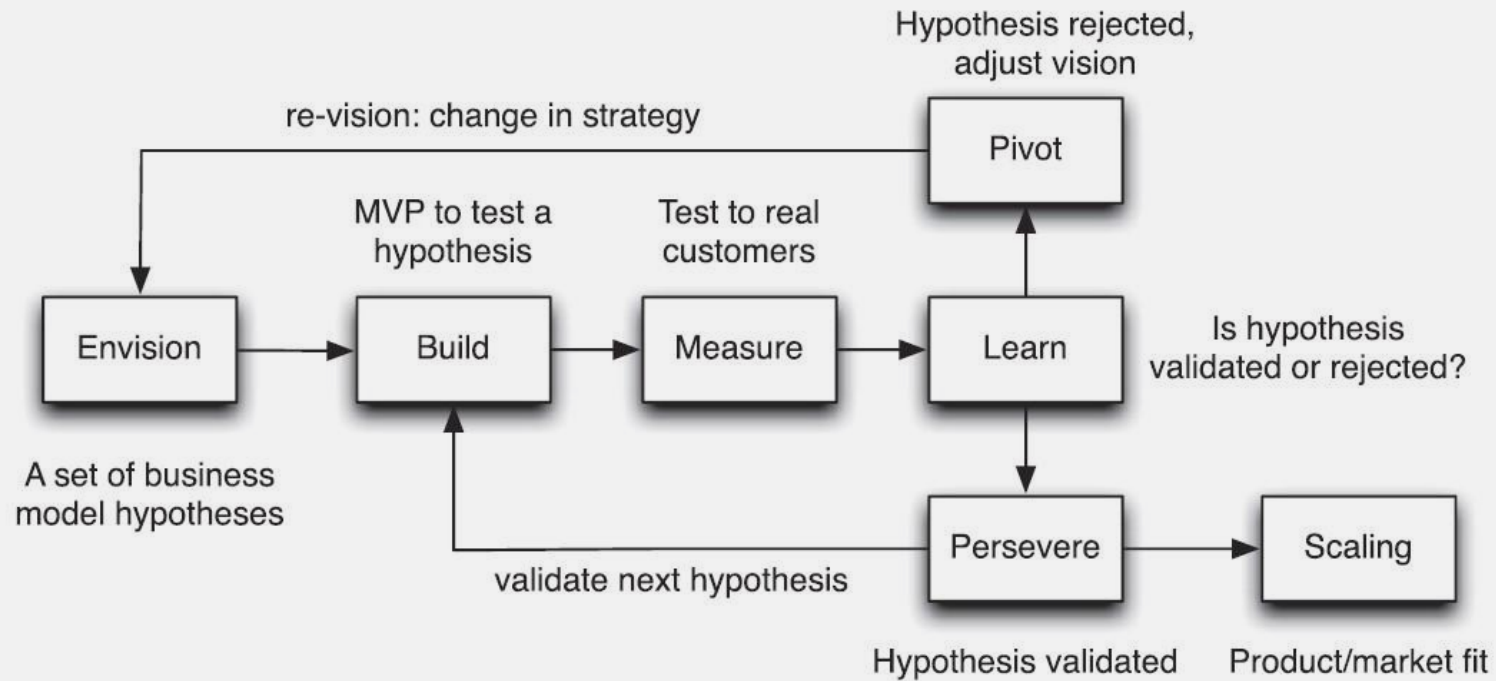 Hypothesis rejected,
adjust vision
re-vision: change in strategy
Pivot
MVP to test a
hypothesis
Test to real
customers
Envision
Build
Measure
Learn
Is hypothesis
validated or rejected?
A set of business
model hypotheses
Persevere
Scaling
validate next hypothesis
Hypothesis validated
Product/market fit